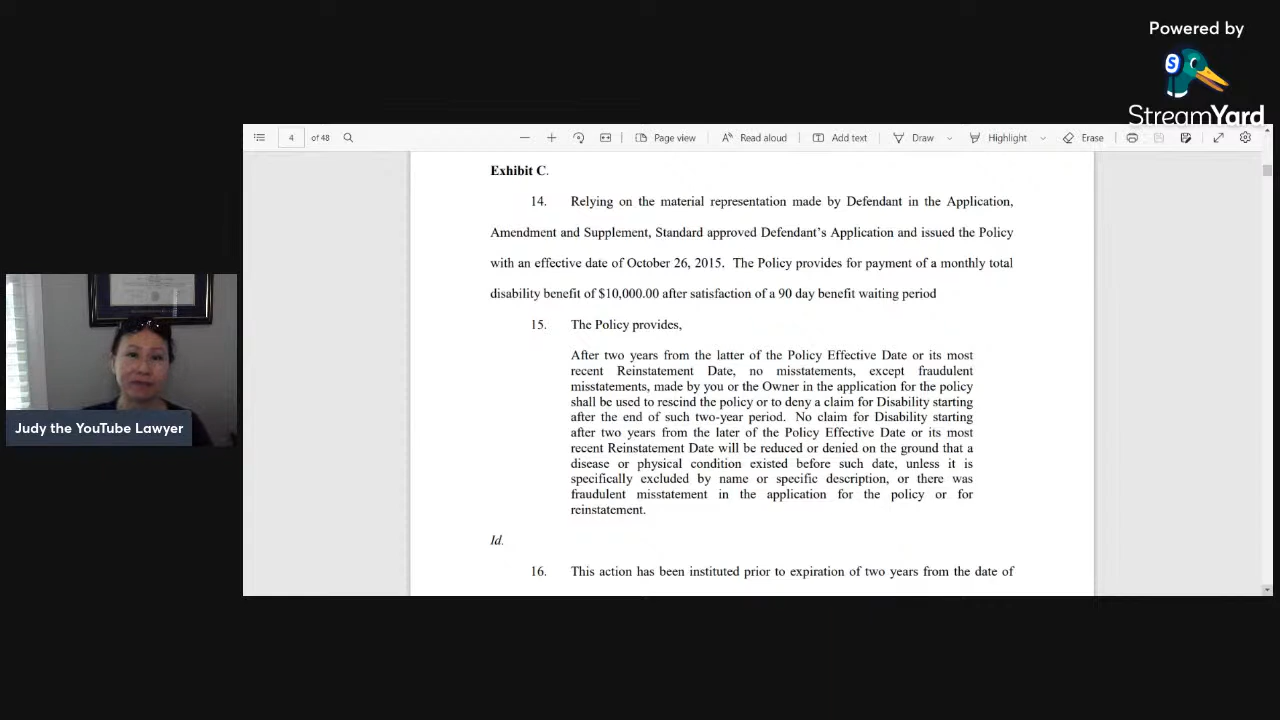 Powered by
S
StreamYard
4 of 48
Page view
Read aloud
Add text
Draw
Highlight
Erase
Exhibit C.
14. Relying on the material representation made by Defendant in the Application,
Amendment and Supplement, Standard approved Defendant's Application and issued the Policy
with an effective date of October 26, 2015. The Policy provides for payment of a monthly total
disability benefit of $10,000.00 after satisfaction of a 90 day benefit waiting period
15. The Policy provides,
After two years from the latter of the Policy Effective Date or its most
recent Reinstatement Date, no misstatements, except fraudulent
misstatements, made by you or the Owner in the application for the policy
shall be used to rescind the policy or to deny a claim for Disability starting
after the end of such two-year period. No claim for Disability starting
after two years from the later of the Policy Effective Date or its most
recent Reinstatement Date will be reduced or denied on the ground that a
disease or physical condition existed before such date, unless it is
specifically excluded by name or specific description, or there was
fraudulent misstatement in the application for the policy or for
reinstatement.
Id.
16. This action has been instituted prior to expiration of two years from the date of
Judy the YouTube Lawyer